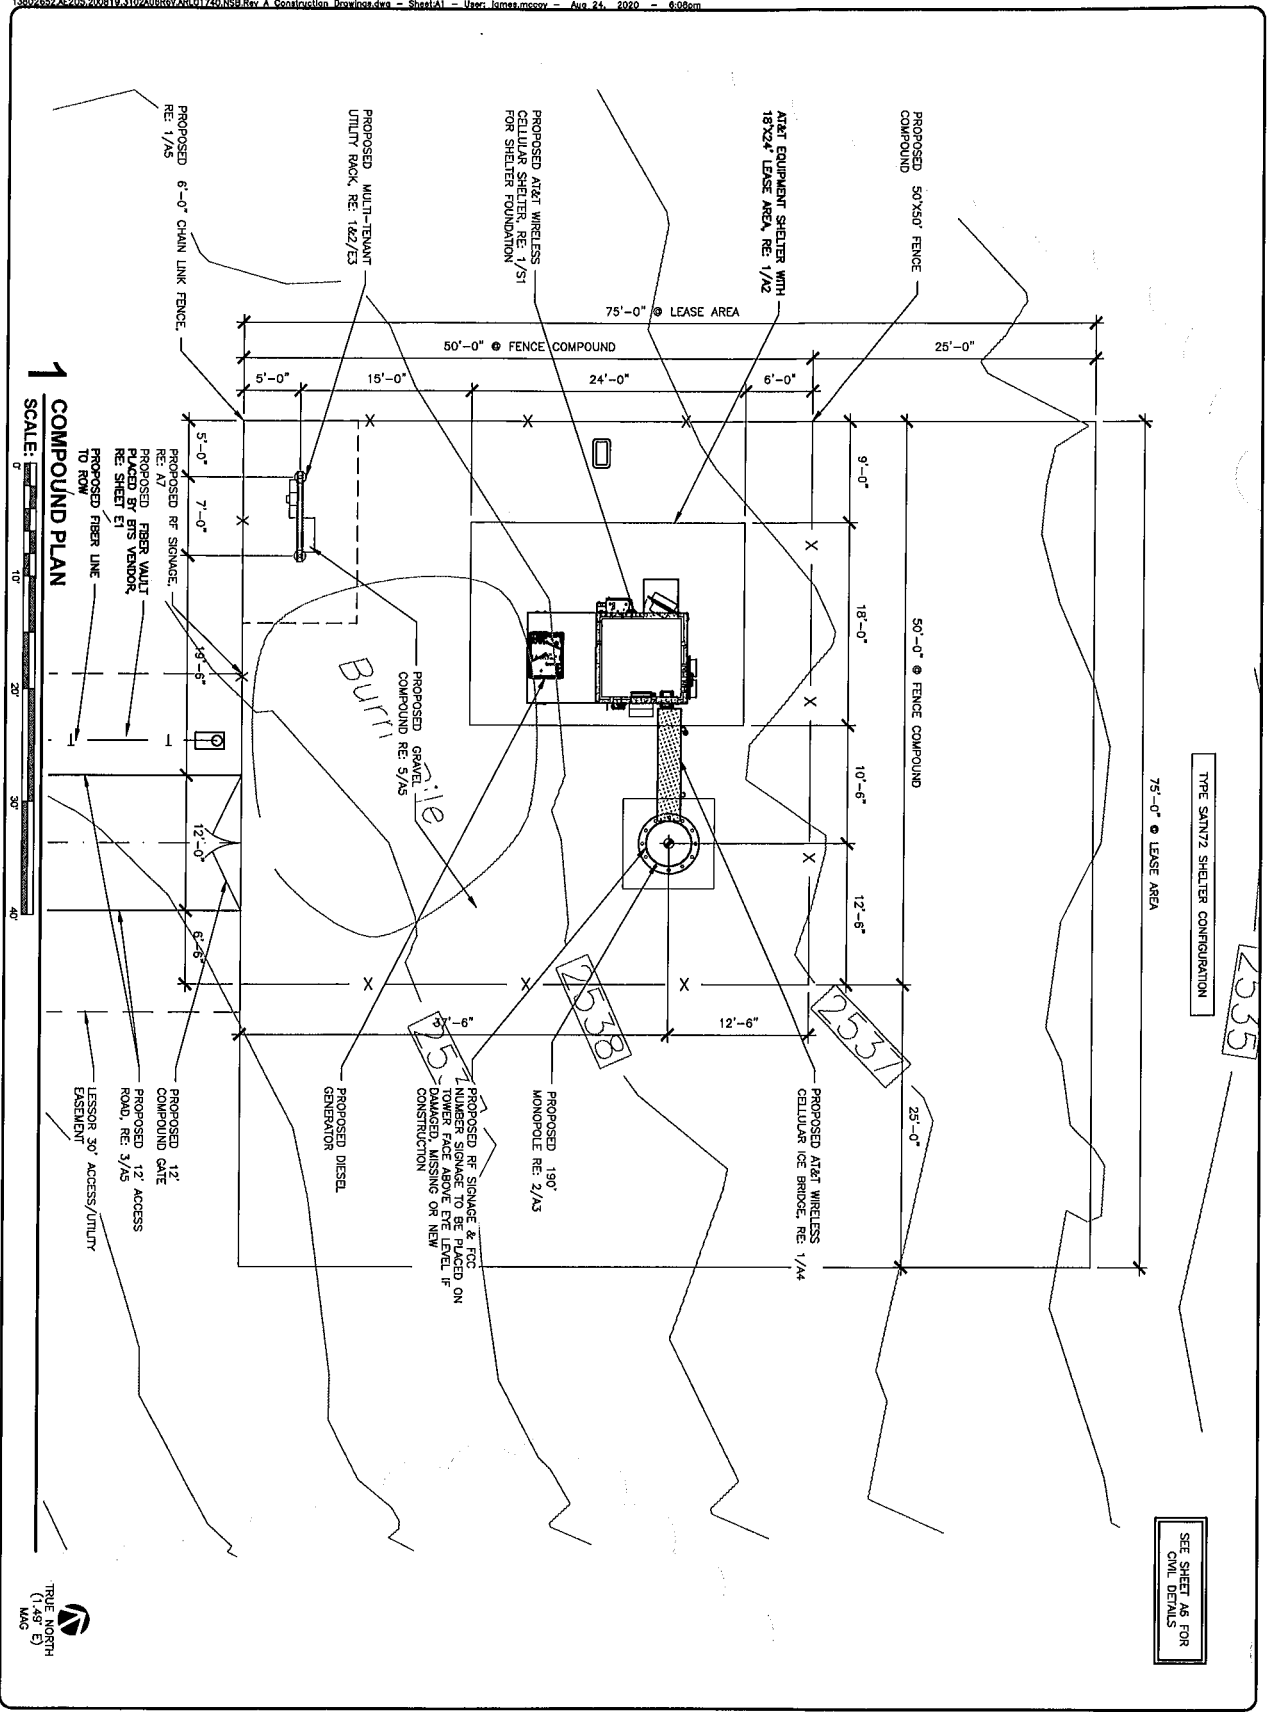 13802652.AE205.200819.3102A06R6Y.ARL01740.NSB.Rev A Construction Drawings.dwg - Sheet:A1 - User: james.mccoy - Aug 24, 2020 - 6:08pm
TYPE SATN72 SHELTER CONFIGURATION
SEE SHEET A6 FOR
CIVIL DETAILS
2535
75'-0" @ LEASE AREA
50'-0" @ FENCE COMPOUND
25'-0"
9'-0"
18'-0"
10'-6"
12'-6"
PROPOSED 50'X50' FENCE
COMPOUND
AT&T EQUIPMENT SHELTER WITH
18'X24' LEASE AREA, RE: 1/A2
PROPOSED AT&T WIRELESS
CELLULAR SHELTER, RE: 1/S1
FOR SHELTER FOUNDATION
PROPOSED MULTI-TENANT
UTILITY RACK, RE: 1&2/E3
PROPOSED 6'-0" CHAIN LINK FENCE,
RE: 1/A5
75'-0" @ LEASE AREA
50'-0" @ FENCE COMPOUND
25'-0"
5'-0"
15'-0"
24'-0"
6'-0"
2537
2538
37'-6"
12'-6"
PROPOSED AT&T WIRELESS
CELLULAR ICE BRIDGE, RE: 1/A4
PROPOSED 190'
MONOPOLE RE: 2/A3
PROPOSED RF SIGNAGE & FCC
NUMBER SIGNAGE TO BE PLACED ON
TOWER FACE ABOVE EYE LEVEL IF
DAMAGED, MISSING OR NEW
CONSTRUCTION
PROPOSED GRAVEL
COMPOUND RE: 5/A5
PROPOSED DIESEL
GENERATOR
5'-0"
7'-0"
19'-6"
12'-0"
6'-6"
PROPOSED RF SIGNAGE,
RE: A7
PROPOSED FIBER VAULT
PLACED BY BTS VENDOR,
RE: SHEET E1
PROPOSED FIBER LINE
TO ROW
PROPOSED 12'
COMPOUND GATE
PROPOSED 12' ACCESS
ROAD, RE: 3/A5
LESSOR 30' ACCESS/UTILITY
EASEMENT
1 COMPOUND PLAN
SCALE:
0' 10' 20' 30' 40'
TRUE NORTH
(1.49° E)
MAG